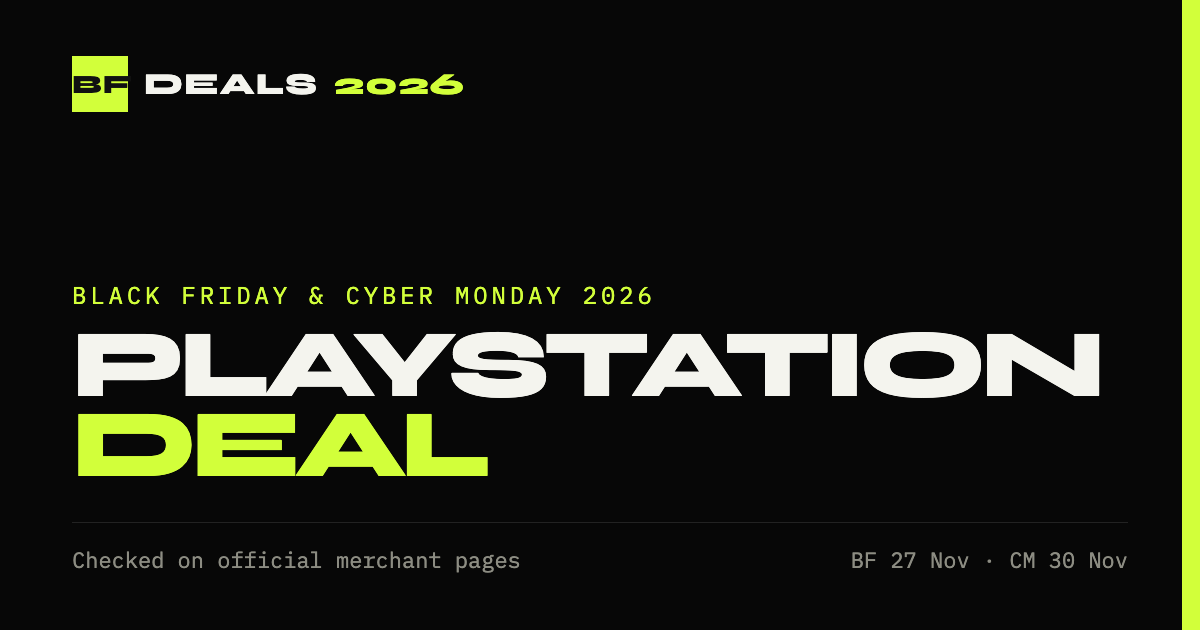 BF DEALS 2026
BLACK FRIDAY & CYBER MONDAY 2026
PLAYSTATION
DEAL
Checked on official merchant pages
BF 27 Nov · CM 30 Nov